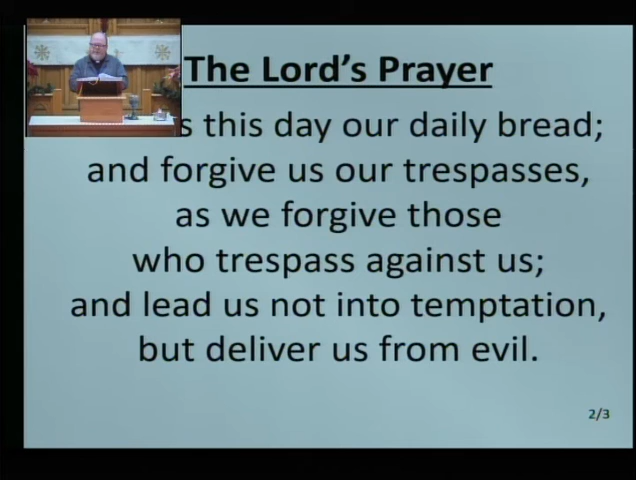 The Lord's Prayer
this day our daily bread;
and forgive us our trespasses,
as we forgive those
who trespass against us;
and lead us not into temptation,
but deliver us from evil.
2/3